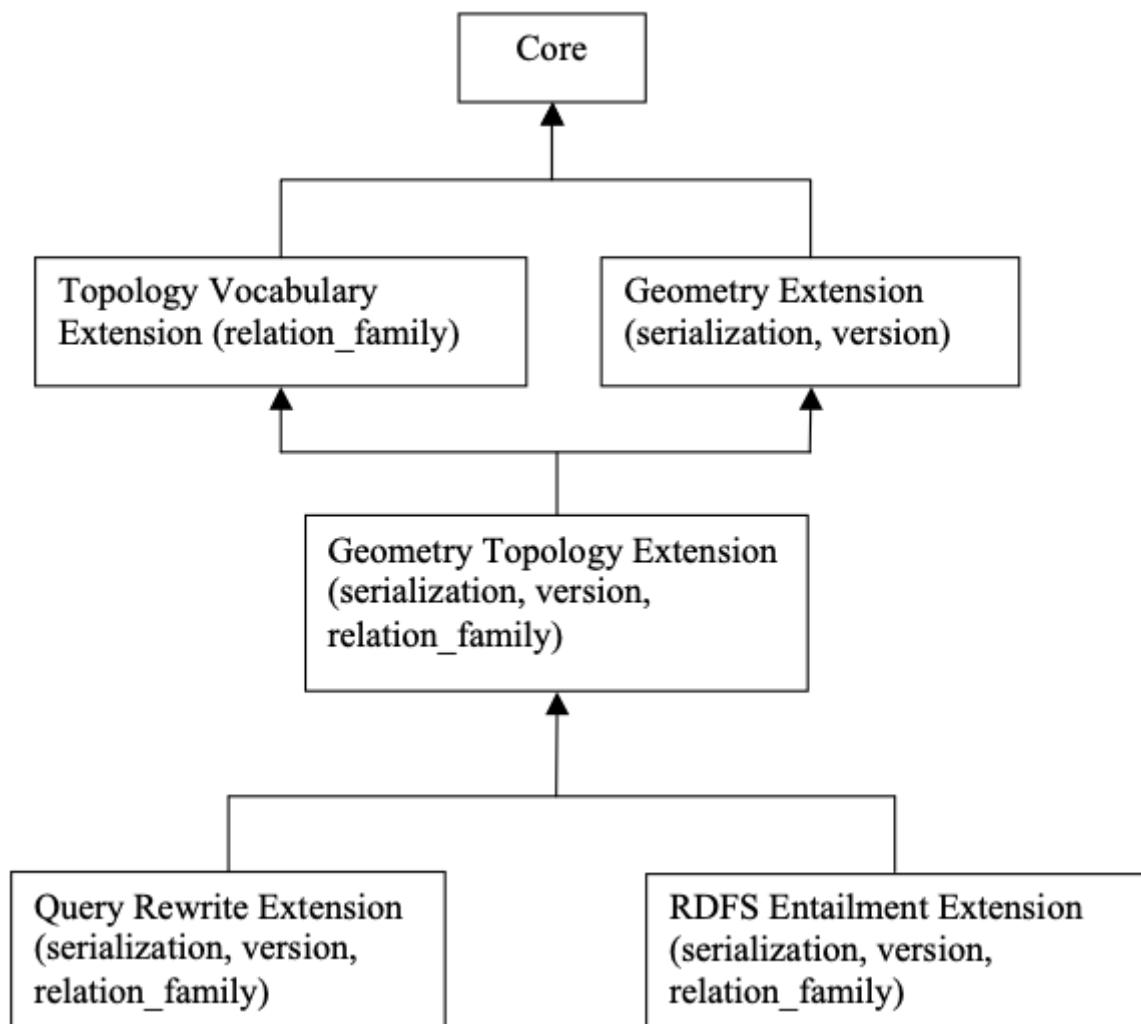 Core
Topology Vocabulary
Extension (relation_family)
Geometry Extension
(serialization, version)
Geometry Topology Extension
(serialization, version,
relation_family)
Query Rewrite Extension
(serialization, version,
relation_family)
RDFS Entailment Extension
(serialization, version,
relation_family)